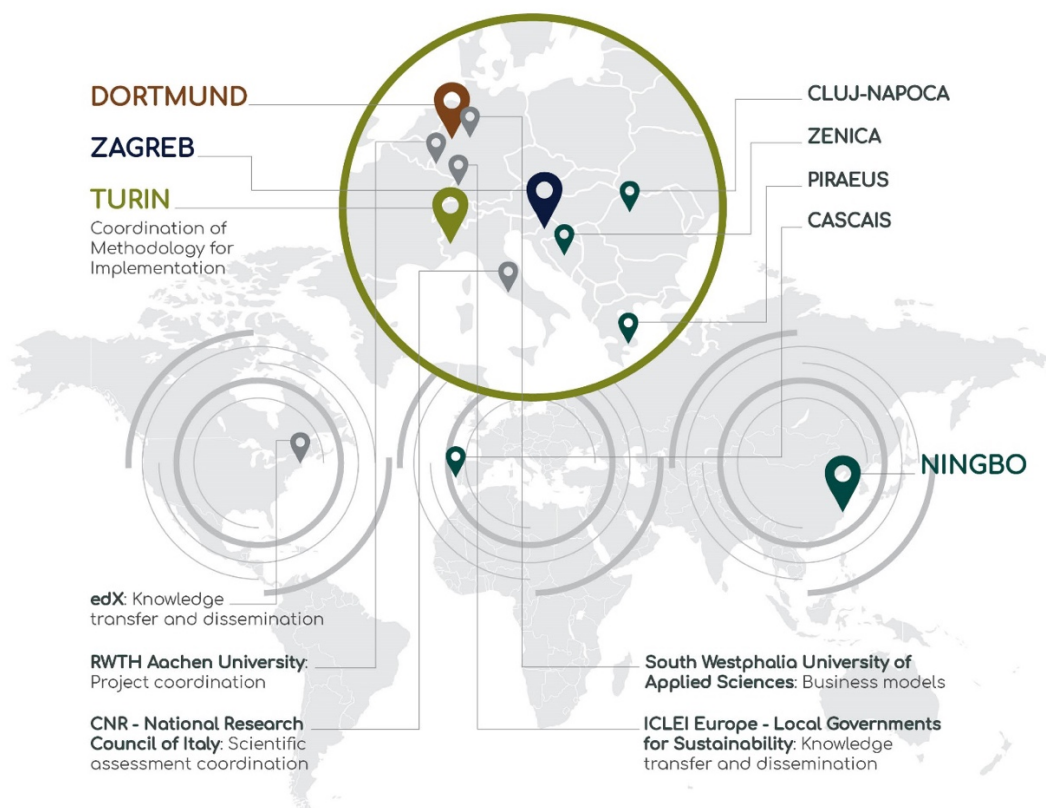 DORTMUND
ZAGREB
TURIN
Coordination of
Methodology for
Implementation
CLUJ-NAPOCA
ZENICA
PIRAEUS
CASCAIS
NINGBO
edX: Knowledge
transfer and dissemination
RWTH Aachen University:
Project coordination
CNR - National Research
Council of Italy: Scientific
assessment coordination
South Westphalia University of
Applied Sciences: Business models
ICLEI Europe - Local Governments
for Sustainability: Knowledge
transfer and dissemination